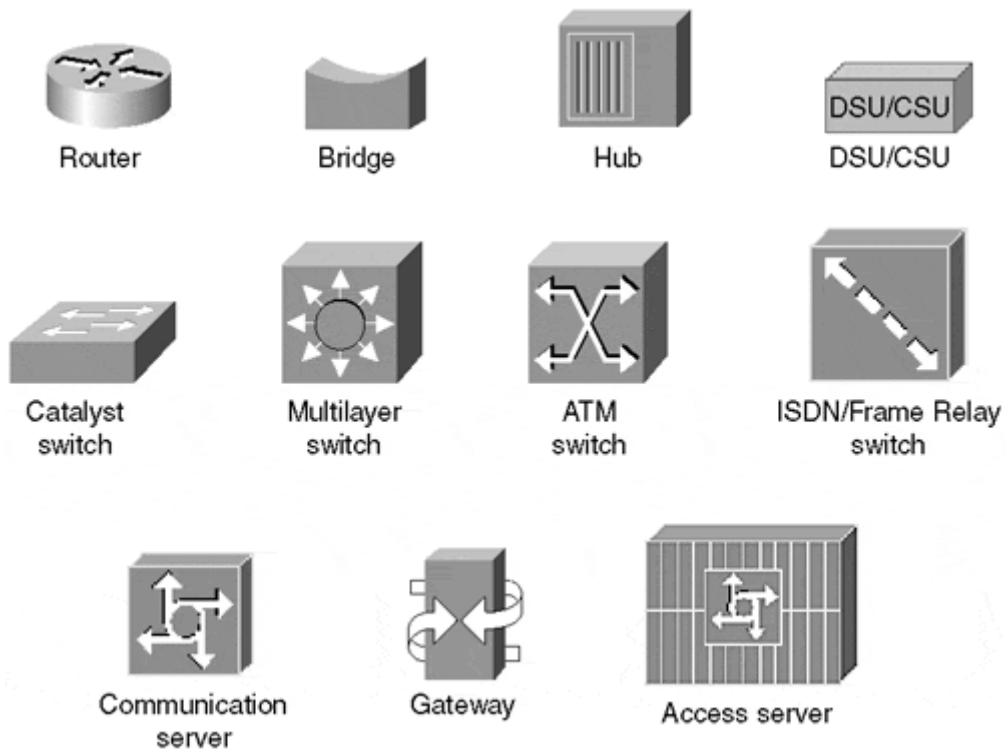 DSU/CSU
Router
Bridge
Hub
DSU/CSU
Catalyst
switch
Multilayer
switch
ATM
switch
ISDN/Frame Relay
switch
Communication
server
Gateway
Access server